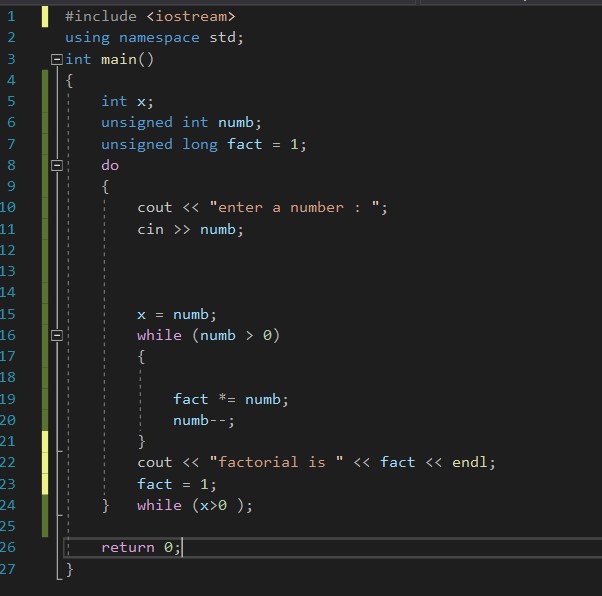 1 #include <iostream>
2 using namespace std;
3 int main()
4 {
5 int x;
6 unsigned int numb;
7 unsigned long fact = 1;
8 do
9 {
10 cout << "enter a number : ";
11 cin >> numb;
12
13
14
15 x = numb;
16 while (numb > 0)
17 {
18
19 fact *= numb;
20 numb--;
21 }
22 cout << "factorial is " << fact << endl;
23 fact = 1;
24 } while (x>0 );
25
26 return 0;
27 }